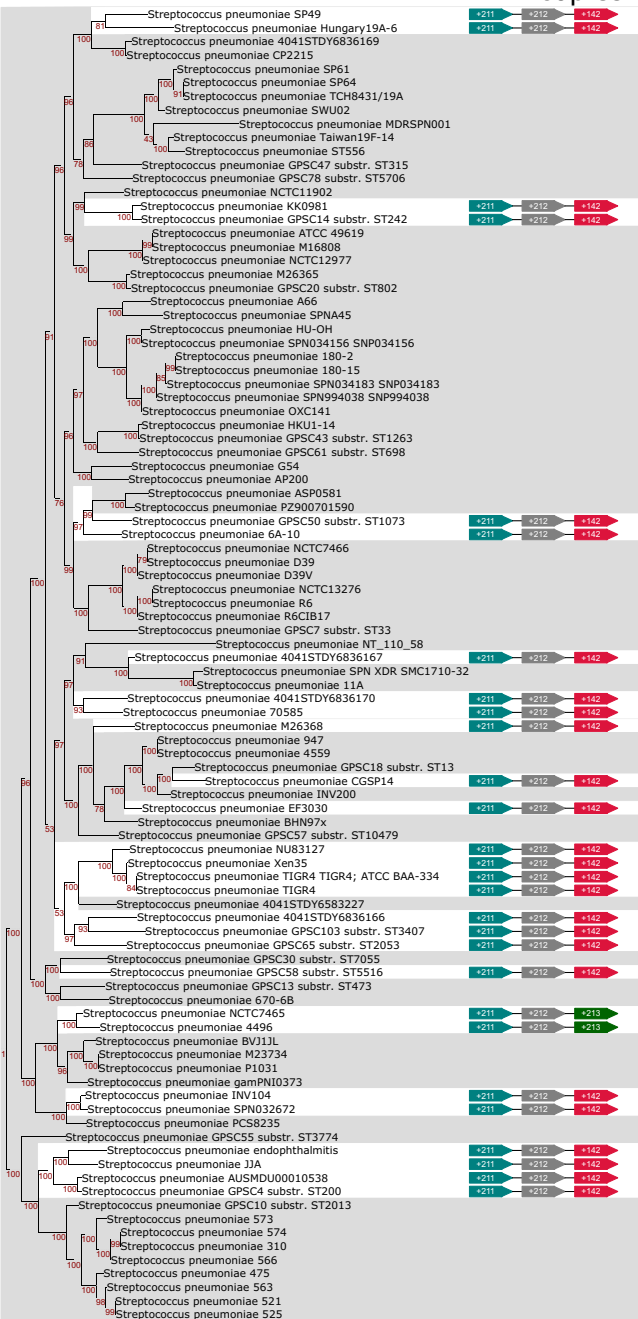 Streptococcus pneumoniae SP49 +211 +212 +142
Streptococcus pneumoniae Hungary19A-6 +211 +212 +142
Streptococcus pneumoniae 4041STDY6836169
Streptococcus pneumoniae CP2215
Streptococcus pneumoniae SP61
Streptococcus pneumoniae SP64
Streptococcus pneumoniae TCH8431/19A
Streptococcus pneumoniae SWU02
Streptococcus pneumoniae MDRSPN001
Streptococcus pneumoniae Taiwan19F-14
Streptococcus pneumoniae ST556
Streptococcus pneumoniae GPSC47 substr. ST315
Streptococcus pneumoniae GPSC78 substr. ST5706
Streptococcus pneumoniae NCTC11902
Streptococcus pneumoniae KK0981 +211 +212 +142
Streptococcus pneumoniae GPSC14 substr. ST242 +211 +212 +142
Streptococcus pneumoniae ATCC 49619
Streptococcus pneumoniae M16808
Streptococcus pneumoniae NCTC12977
Streptococcus pneumoniae M26365
Streptococcus pneumoniae GPSC20 substr. ST802
Streptococcus pneumoniae A66
Streptococcus pneumoniae SPNA45
Streptococcus pneumoniae HU-OH
Streptococcus pneumoniae SPN034156 SNP034156
Streptococcus pneumoniae 180-2
Streptococcus pneumoniae 180-15
Streptococcus pneumoniae SPN034183 SNP034183
Streptococcus pneumoniae SPN994038 SNP994038
Streptococcus pneumoniae OXC141
Streptococcus pneumoniae HKU1-14
Streptococcus pneumoniae GPSC43 substr. ST1263
Streptococcus pneumoniae GPSC61 substr. ST698
Streptococcus pneumoniae G54
Streptococcus pneumoniae AP200
Streptococcus pneumoniae ASP0581
Streptococcus pneumoniae PZ900701590
Streptococcus pneumoniae GPSC50 substr. ST1073 +211 +212 +142
Streptococcus pneumoniae 6A-10 +211 +212 +142
Streptococcus pneumoniae NCTC7466
Streptococcus pneumoniae D39
Streptococcus pneumoniae D39V
Streptococcus pneumoniae NCTC13276
Streptococcus pneumoniae R6
Streptococcus pneumoniae R6CIB17
Streptococcus pneumoniae GPSC7 substr. ST33
Streptococcus pneumoniae NT_110_58
Streptococcus pneumoniae 4041STDY6836167 +211 +212 +142
Streptococcus pneumoniae SPN XDR SMC1710-32
Streptococcus pneumoniae 11A
Streptococcus pneumoniae 4041STDY6836170 +211 +212 +142
Streptococcus pneumoniae 70585 +211 +212 +142
Streptococcus pneumoniae M26368 +211 +212 +142
Streptococcus pneumoniae 947
Streptococcus pneumoniae 4559
Streptococcus pneumoniae GPSC18 substr. ST13
Streptococcus pneumoniae CGSP14 +211 +212 +142
Streptococcus pneumoniae INV200
Streptococcus pneumoniae EF3030 +211 +212 +142
Streptococcus pneumoniae BHN97x
Streptococcus pneumoniae GPSC57 substr. ST10479
Streptococcus pneumoniae NU83127 +211 +212 +142
Streptococcus pneumoniae Xen35 +211 +212 +142
Streptococcus pneumoniae TIGR4 TIGR4; ATCC BAA-334 +211 +212 +142
Streptococcus pneumoniae TIGR4 +211 +212 +142
Streptococcus pneumoniae 4041STDY6583227
Streptococcus pneumoniae 4041STDY6836166 +211 +212 +142
Streptococcus pneumoniae GPSC103 substr. ST3407 +211 +212 +142
Streptococcus pneumoniae GPSC65 substr. ST2053 +211 +212 +142
Streptococcus pneumoniae GPSC30 substr. ST7055
Streptococcus pneumoniae GPSC58 substr. ST5516 +211 +212 +142
Streptococcus pneumoniae GPSC13 substr. ST473
Streptococcus pneumoniae 670-6B
Streptococcus pneumoniae NCTC7465 +211 +212 +213
Streptococcus pneumoniae 4496 +211 +212 +213
Streptococcus pneumoniae BVJ1JL
Streptococcus pneumoniae M23734
Streptococcus pneumoniae P1031
Streptococcus pneumoniae gamPNI0373
Streptococcus pneumoniae INV104 +211 +212 +142
Streptococcus pneumoniae SPN032672 +211 +212 +142
Streptococcus pneumoniae PCS8235
Streptococcus pneumoniae GPSC55 substr. ST3774
Streptococcus pneumoniae endophthalmitis +211 +212 +142
Streptococcus pneumoniae JJA +211 +212 +142
Streptococcus pneumoniae AUSMDU00010538 +211 +212 +142
Streptococcus pneumoniae GPSC4 substr. ST200 +211 +212 +142
Streptococcus pneumoniae GPSC10 substr. ST2013
Streptococcus pneumoniae 573
Streptococcus pneumoniae 574
Streptococcus pneumoniae 310
Streptococcus pneumoniae 566
Streptococcus pneumoniae 475
Streptococcus pneumoniae 563
Streptococcus pneumoniae 521
Streptococcus pneumoniae 525